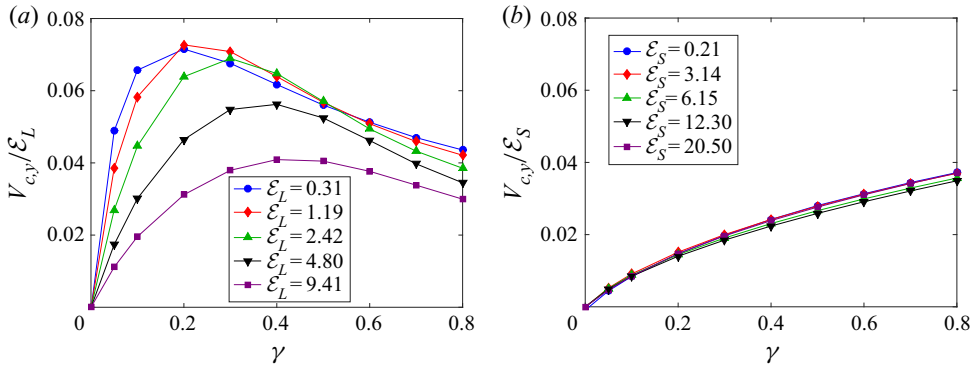 (a)
0.08
0.06
0.04
0.02
0
0.2
0.4
0.6
0.8
V_{c,y}/ℰ_L
γ
ℰ_L = 0.31
ℰ_L = 1.19
ℰ_L = 2.42
ℰ_L = 4.80
ℰ_L = 9.41
(b)
0.08
0.06
0.04
0.02
0
0.2
0.4
0.6
0.8
V_{c,y}/ℰ_S
γ
ℰ_S = 0.21
ℰ_S = 3.14
ℰ_S = 6.15
ℰ_S = 12.30
ℰ_S = 20.50